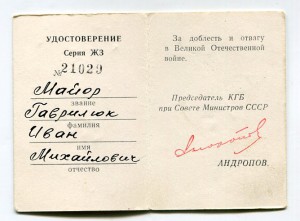 УДОСТОВЕРЕНИЕ
Серия ЖЗ
№ 21029
Майор
звание
Гаврилюк
фамилия
Иван
имя
Михайлович
отчество
За доблесть и отвагу
в Великой Отечественной
войне.
Председатель КГБ
при Совете Министров СССР
АНДРОПОВ.